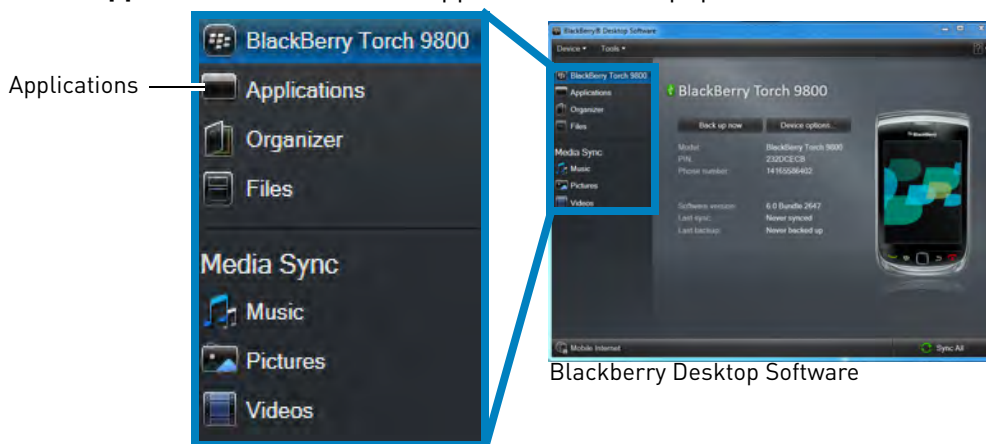 Applications
BlackBerry Torch 9800
Applications
Organizer
Files
Media Sync
Music
Pictures
Videos
BlackBerry® Desktop Software
Device Tools
BlackBerry Torch 9800
Applications
Organizer
Files
Media Sync
Music
Pictures
Videos
BlackBerry Torch 9800
Back up now Device options...
Model: BlackBerry Torch 9800
PIN: 232DCECB
Phone number: 14165586402
Software version: 6.0 Bundle 2647
Last sync: Never synced
Last backup: Never backed up
BlackBerry
Mobile Internet Sync All
Blackberry Desktop Software